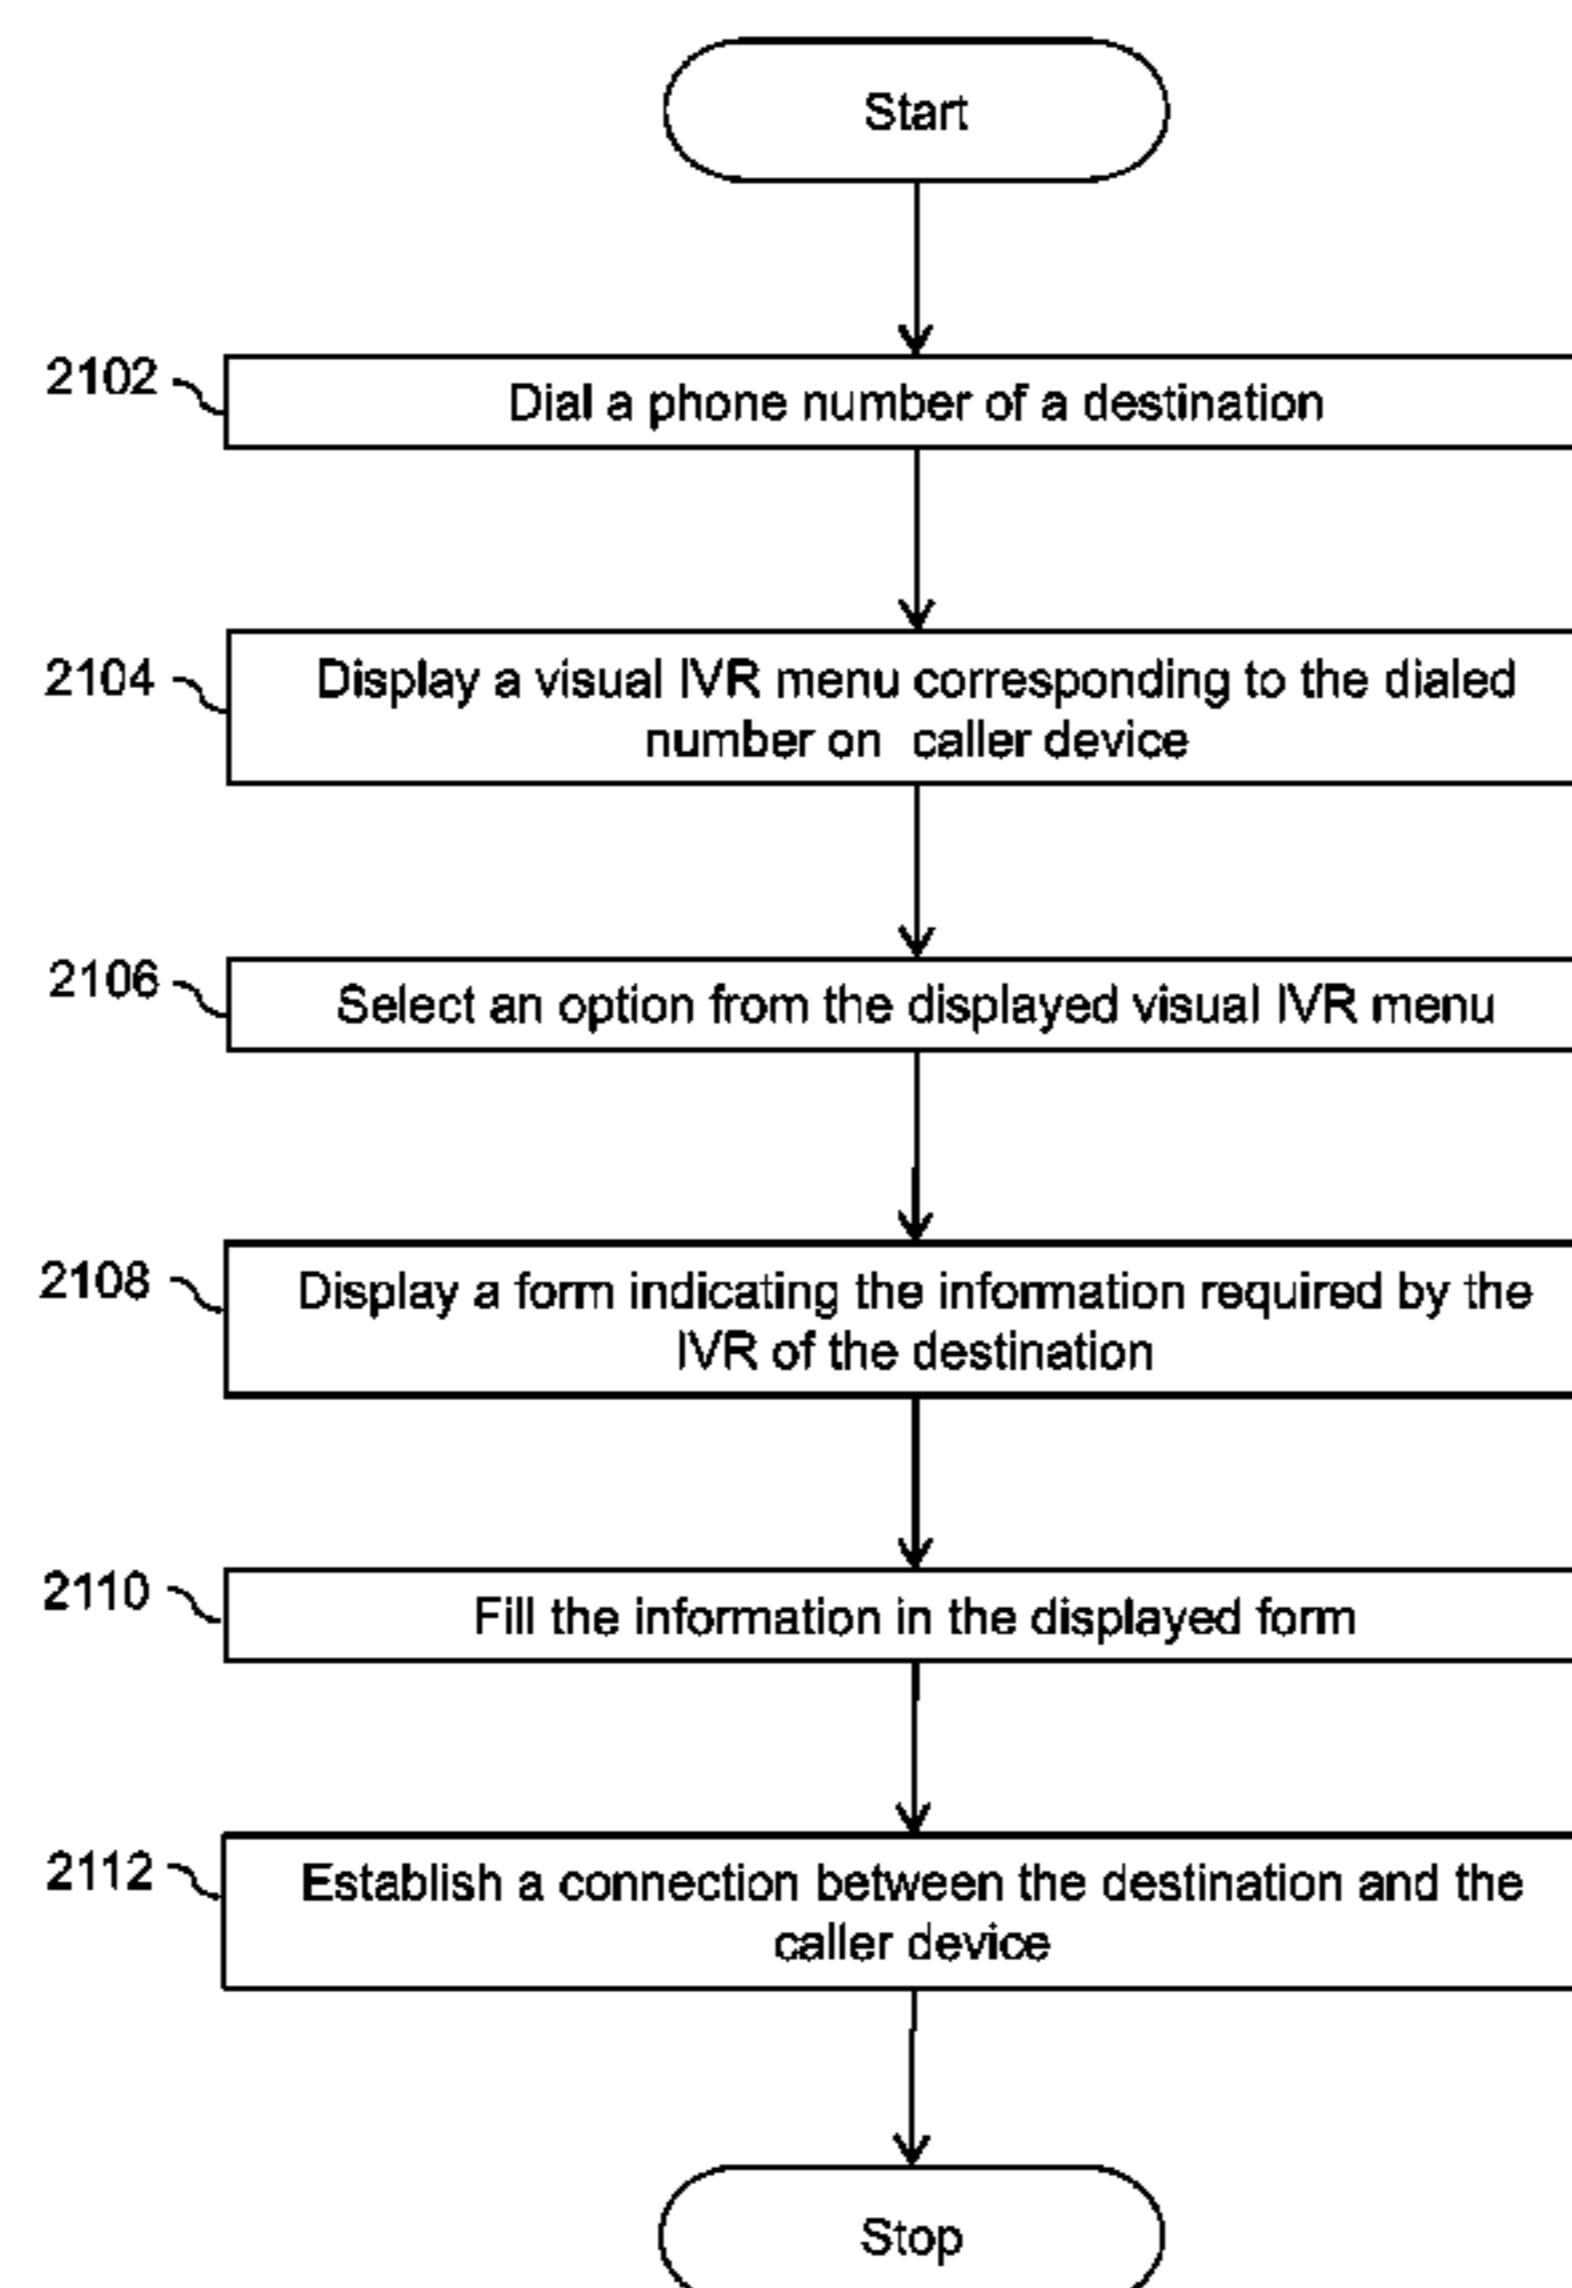 Start
2102
Dial a phone number of a destination
2104
Display a visual IVR menu corresponding to the dialed
number on caller device
2106
Select an option from the displayed visual IVR menu
2108
Display a form indicating the information required by the
IVR of the destination
2110
Fill the information in the displayed form
2112
Establish a connection between the destination and the
caller device
Stop